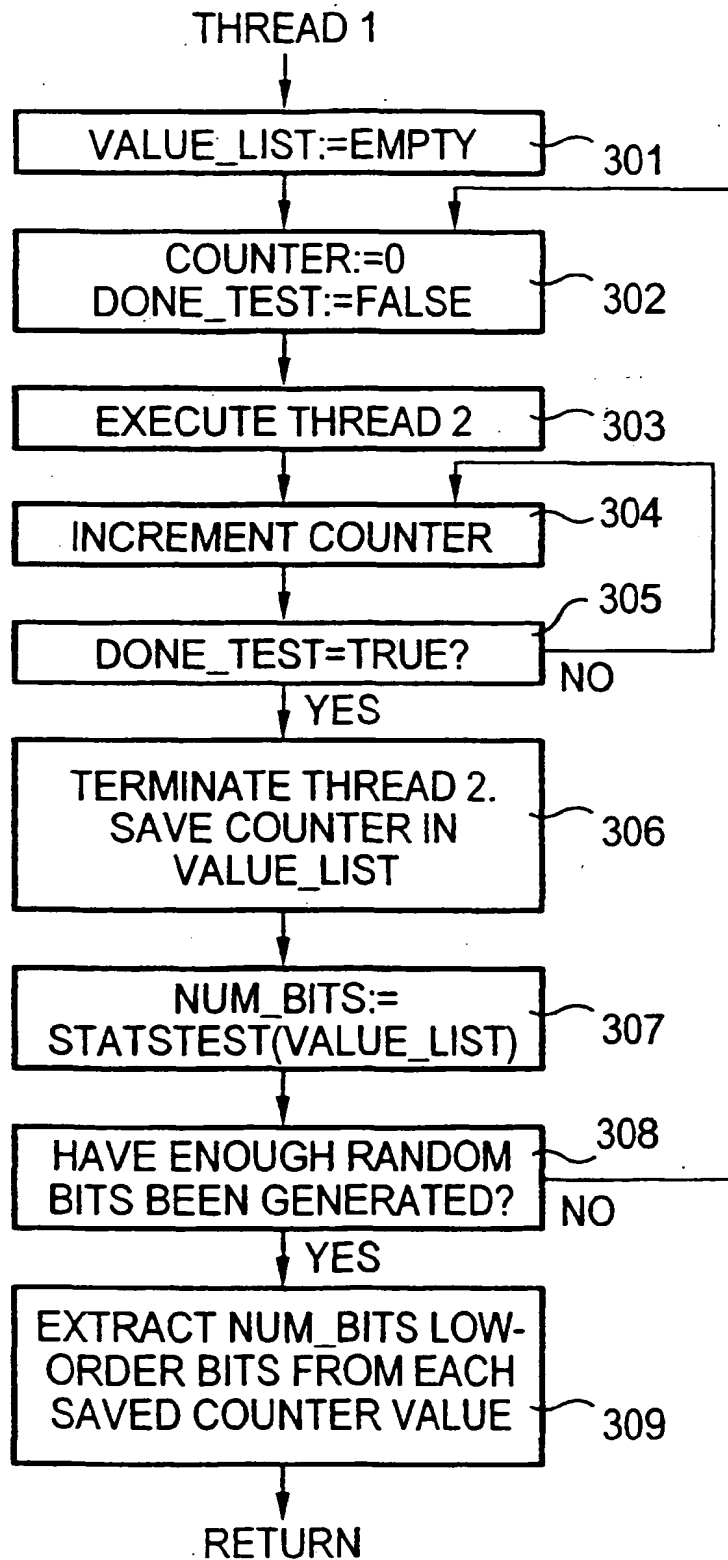 THREAD 1
VALUE_LIST:=EMPTY
301
COUNTER:=0
DONE_TEST:=FALSE
302
EXECUTE THREAD 2
303
INCREMENT COUNTER
304
DONE_TEST=TRUE?
305
NO
YES
TERMINATE THREAD 2.
SAVE COUNTER IN
VALUE_LIST
306
NUM_BITS:=
STATSTEST(VALUE_LIST)
307
HAVE ENOUGH RANDOM
BITS BEEN GENERATED?
308
NO
YES
EXTRACT NUM_BITS LOW-
ORDER BITS FROM EACH
SAVED COUNTER VALUE
309
RETURN